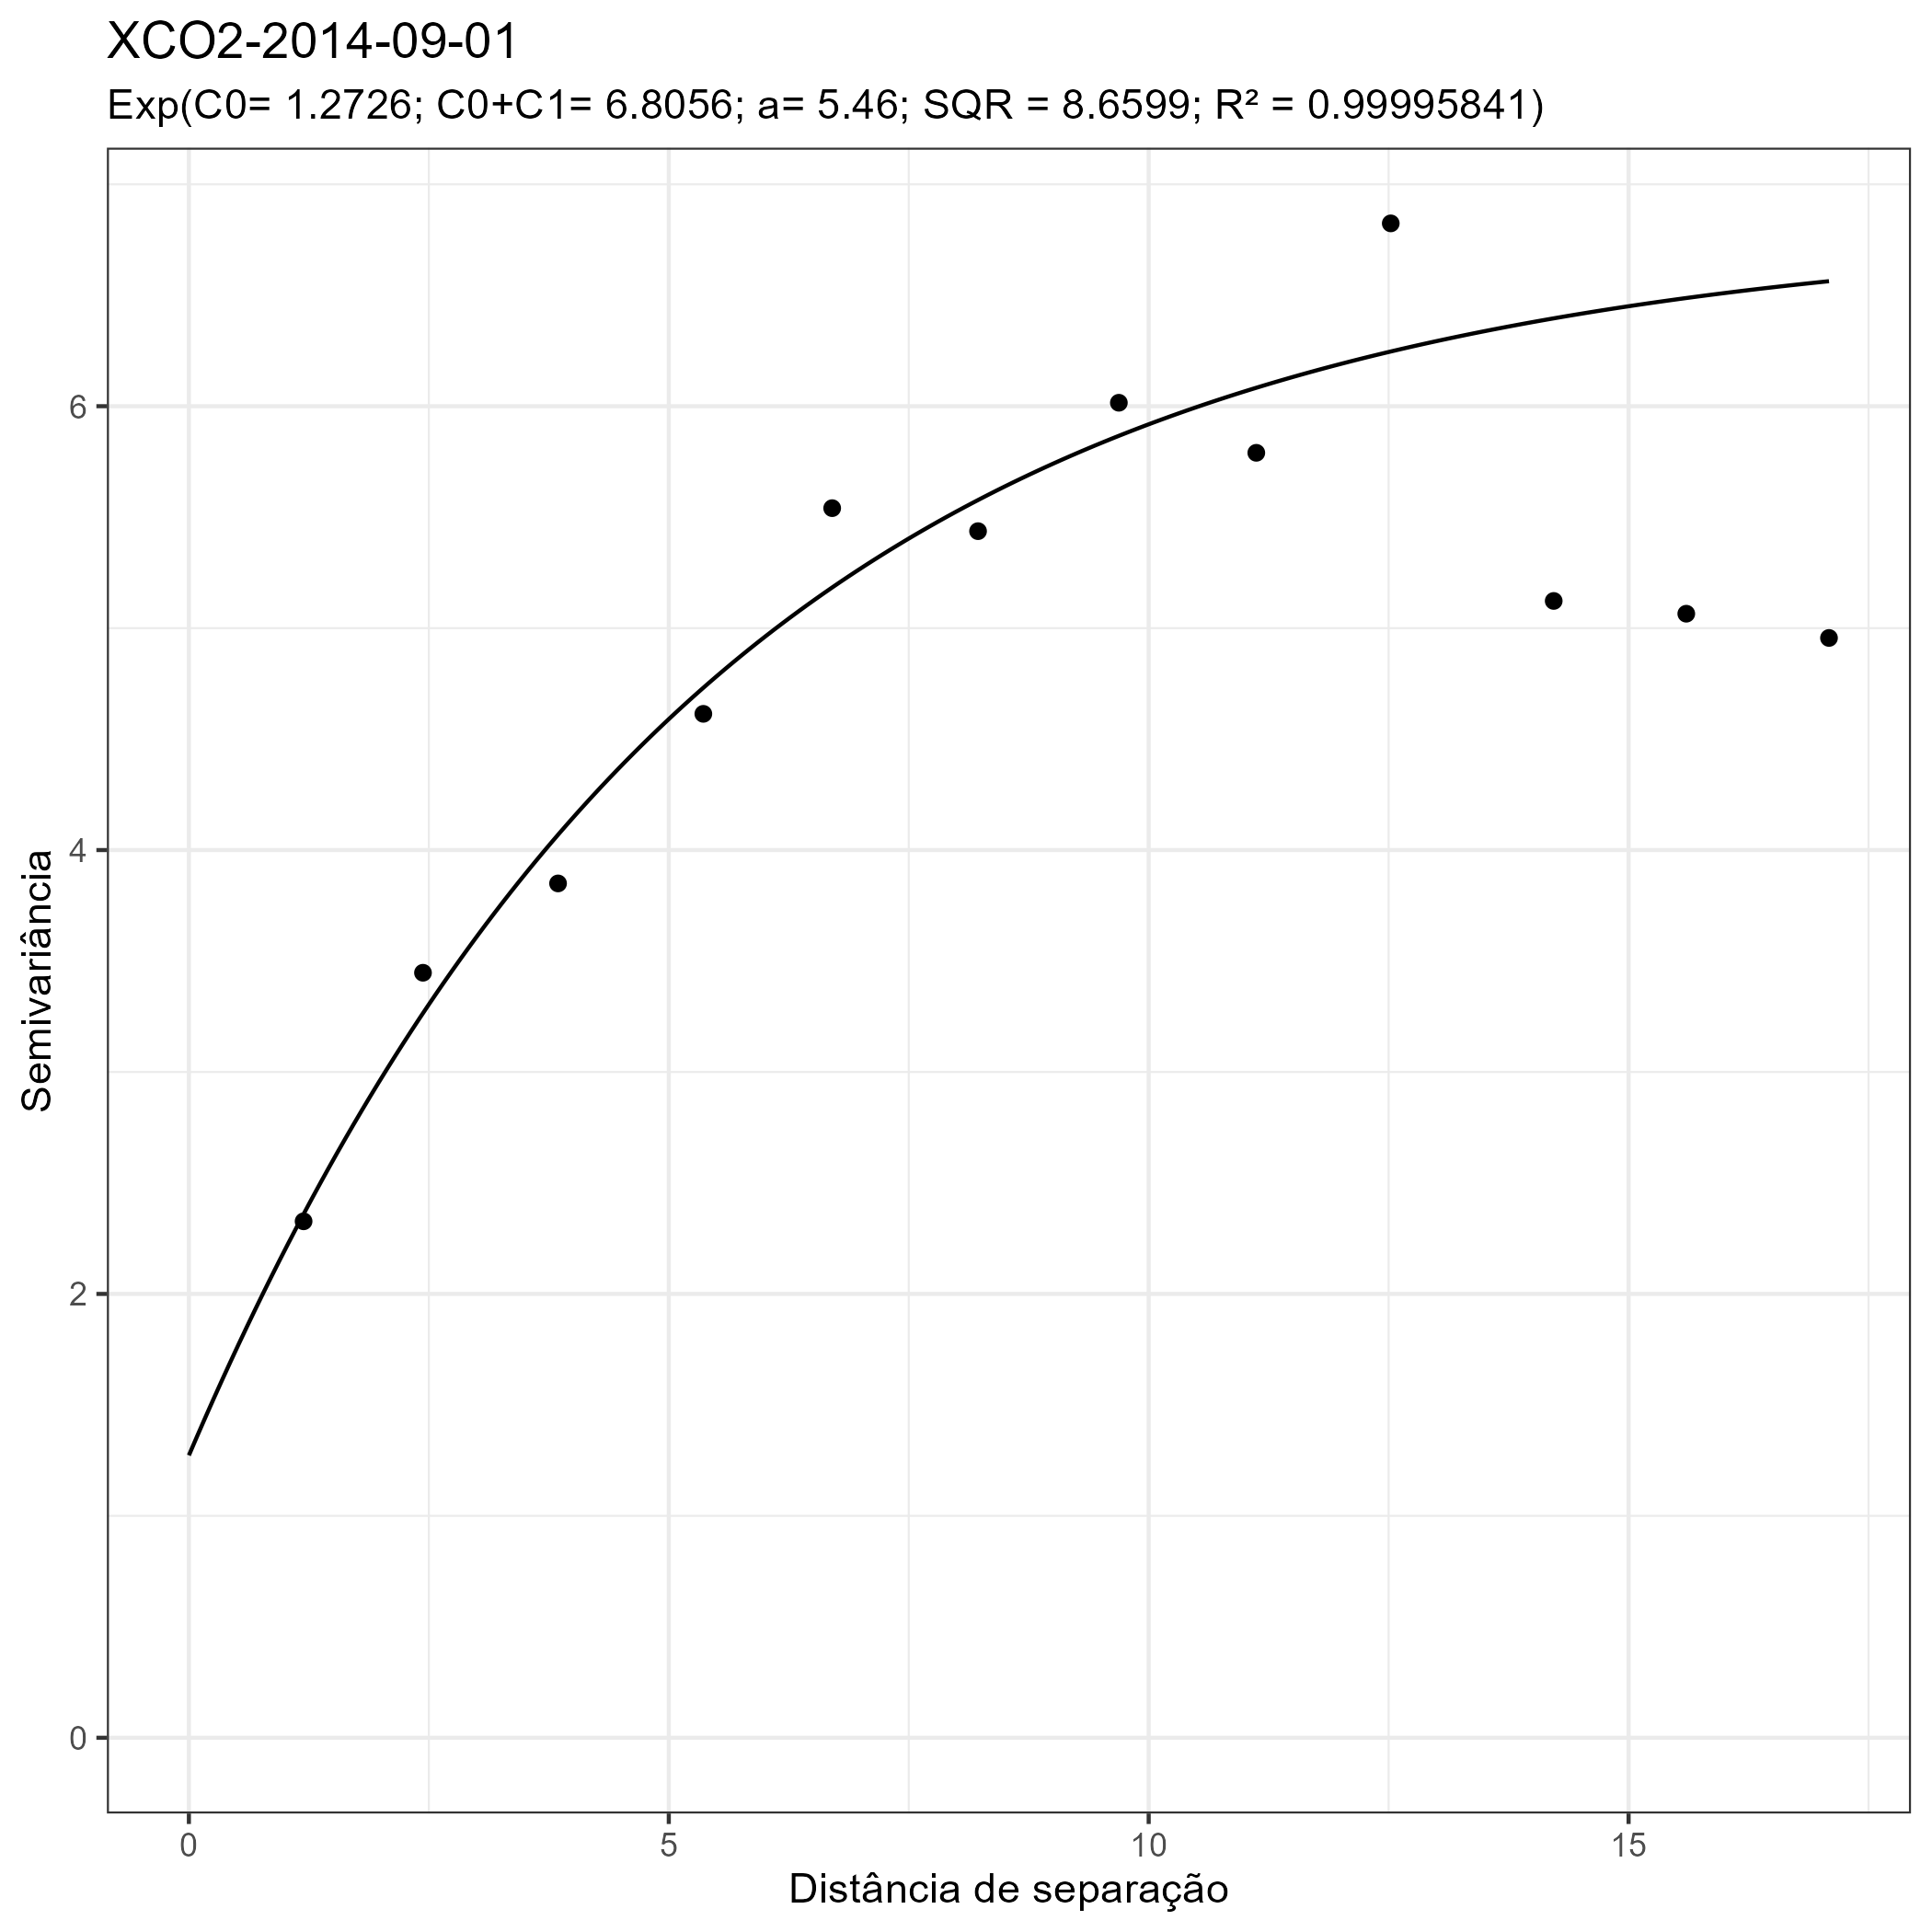 XCO2-2014-09-01
Exp(C0= 1.2726; C0+C1= 6.8056; a= 5.46; SQR = 8.6599; R² = 0.99995841)
Semivariância
6
4
2
0
0 5 10 15
Distância de separação